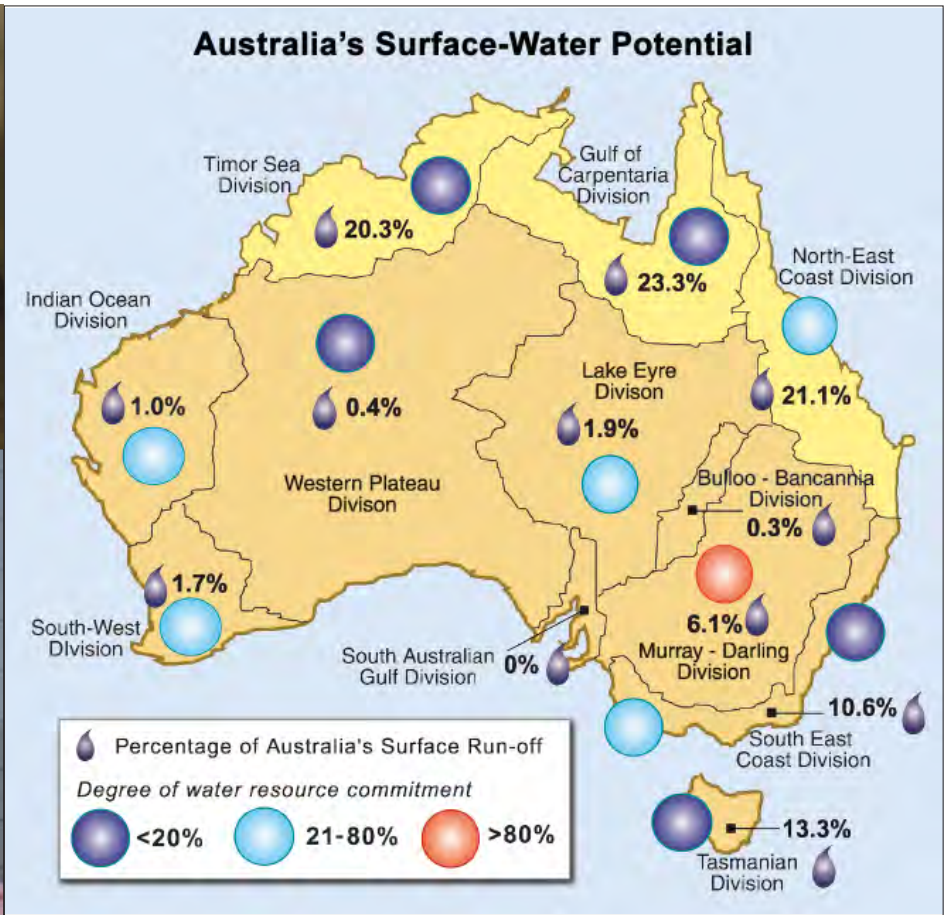 Australia's Surface-Water Potential
Timor Sea
Division
20.3%
Gulf of
Carpentaria
Division
23.3%
North-East
Coast Division
21.1%
Indian Ocean
Division
1.0%
0.4%
Western Plateau
Divison
Lake Eyre
Divison
1.9%
Bulloo - Bancannia
Division
0.3%
1.7%
South-West
DIvision
South Australian
Gulf Division
0%
6.1%
Murray - Darling
Division
10.6%
South East
Coast Division
13.3%
Tasmanian
Division
Percentage of Australia's Surface Run-off
Degree of water resource commitment
<20%
21-80%
>80%